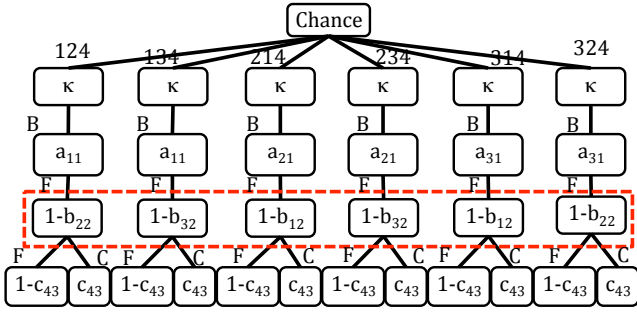 Chance
124 134 214 234 314 324
κ κ κ κ κ κ
B B B B B B
a₁₁ a₁₁ a₂₁ a₂₁ a₃₁ a₃₁
F F F F F F
1-b₂₂ 1-b₃₂ 1-b₁₂ 1-b₃₂ 1-b₁₂ 1-b₂₂
F C F C F C F C F C F C
1-c₄₃ c₄₃ 1-c₄₃ c₄₃ 1-c₄₃ c₄₃ 1-c₄₃ c₄₃ 1-c₄₃ c₄₃ 1-c₄₃ c₄₃